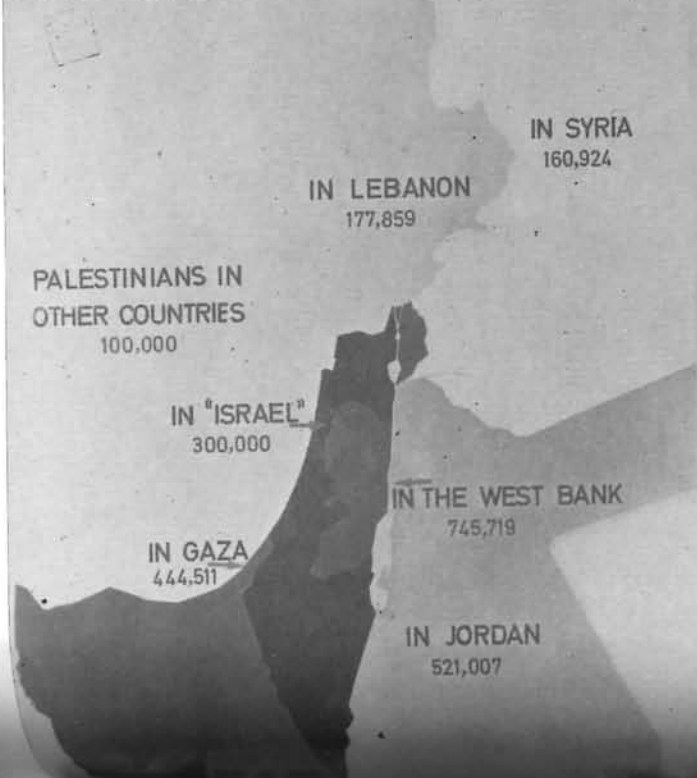 IN SYRIA
160,924
IN LEBANON
177,859
PALESTINIANS IN
OTHER COUNTRIES
100,000
IN "ISRAEL"
300,000
IN THE WEST BANK
745,719
IN GAZA
444,511
IN JORDAN
521,007